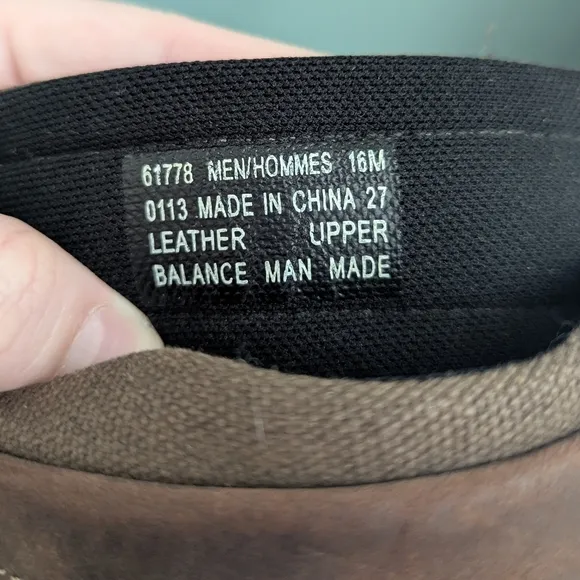 61778 MEN/HOMMES 16M
0113 MADE IN CHINA 27
LEATHER UPPER
BALANCE MAN MADE